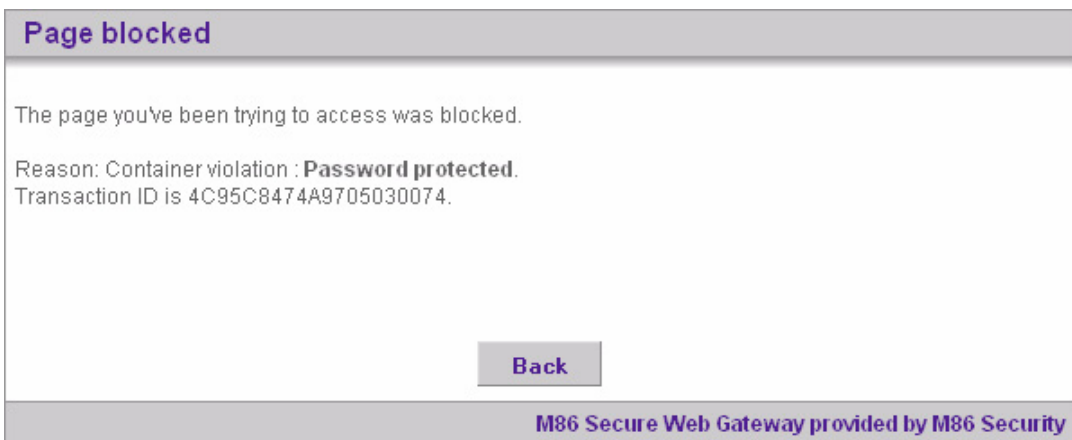 Page blocked
The page you've been trying to access was blocked.
Reason: Container violation : Password protected.
Transaction ID is 4C95C8474A9705030074.
Back
M86 Secure Web Gateway provided by M86 Security